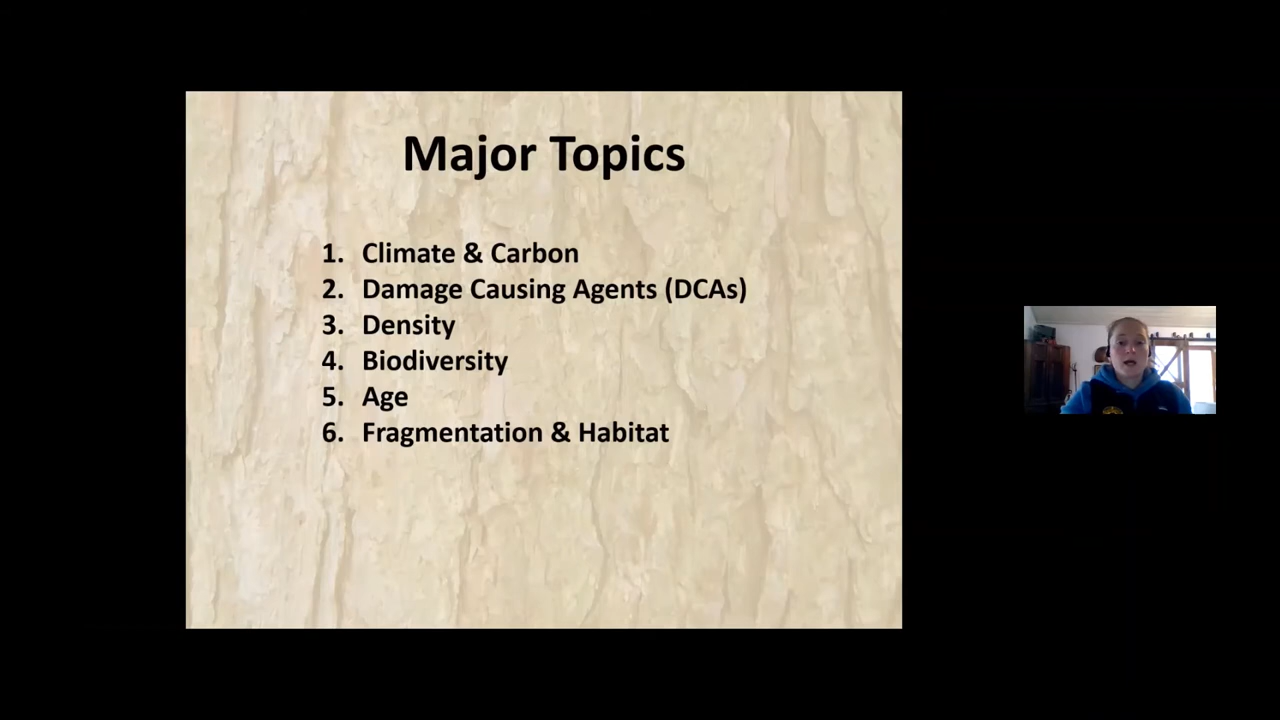 Major Topics
1. Climate & Carbon
2. Damage Causing Agents (DCAs)
3. Density
4. Biodiversity
5. Age
6. Fragmentation & Habitat